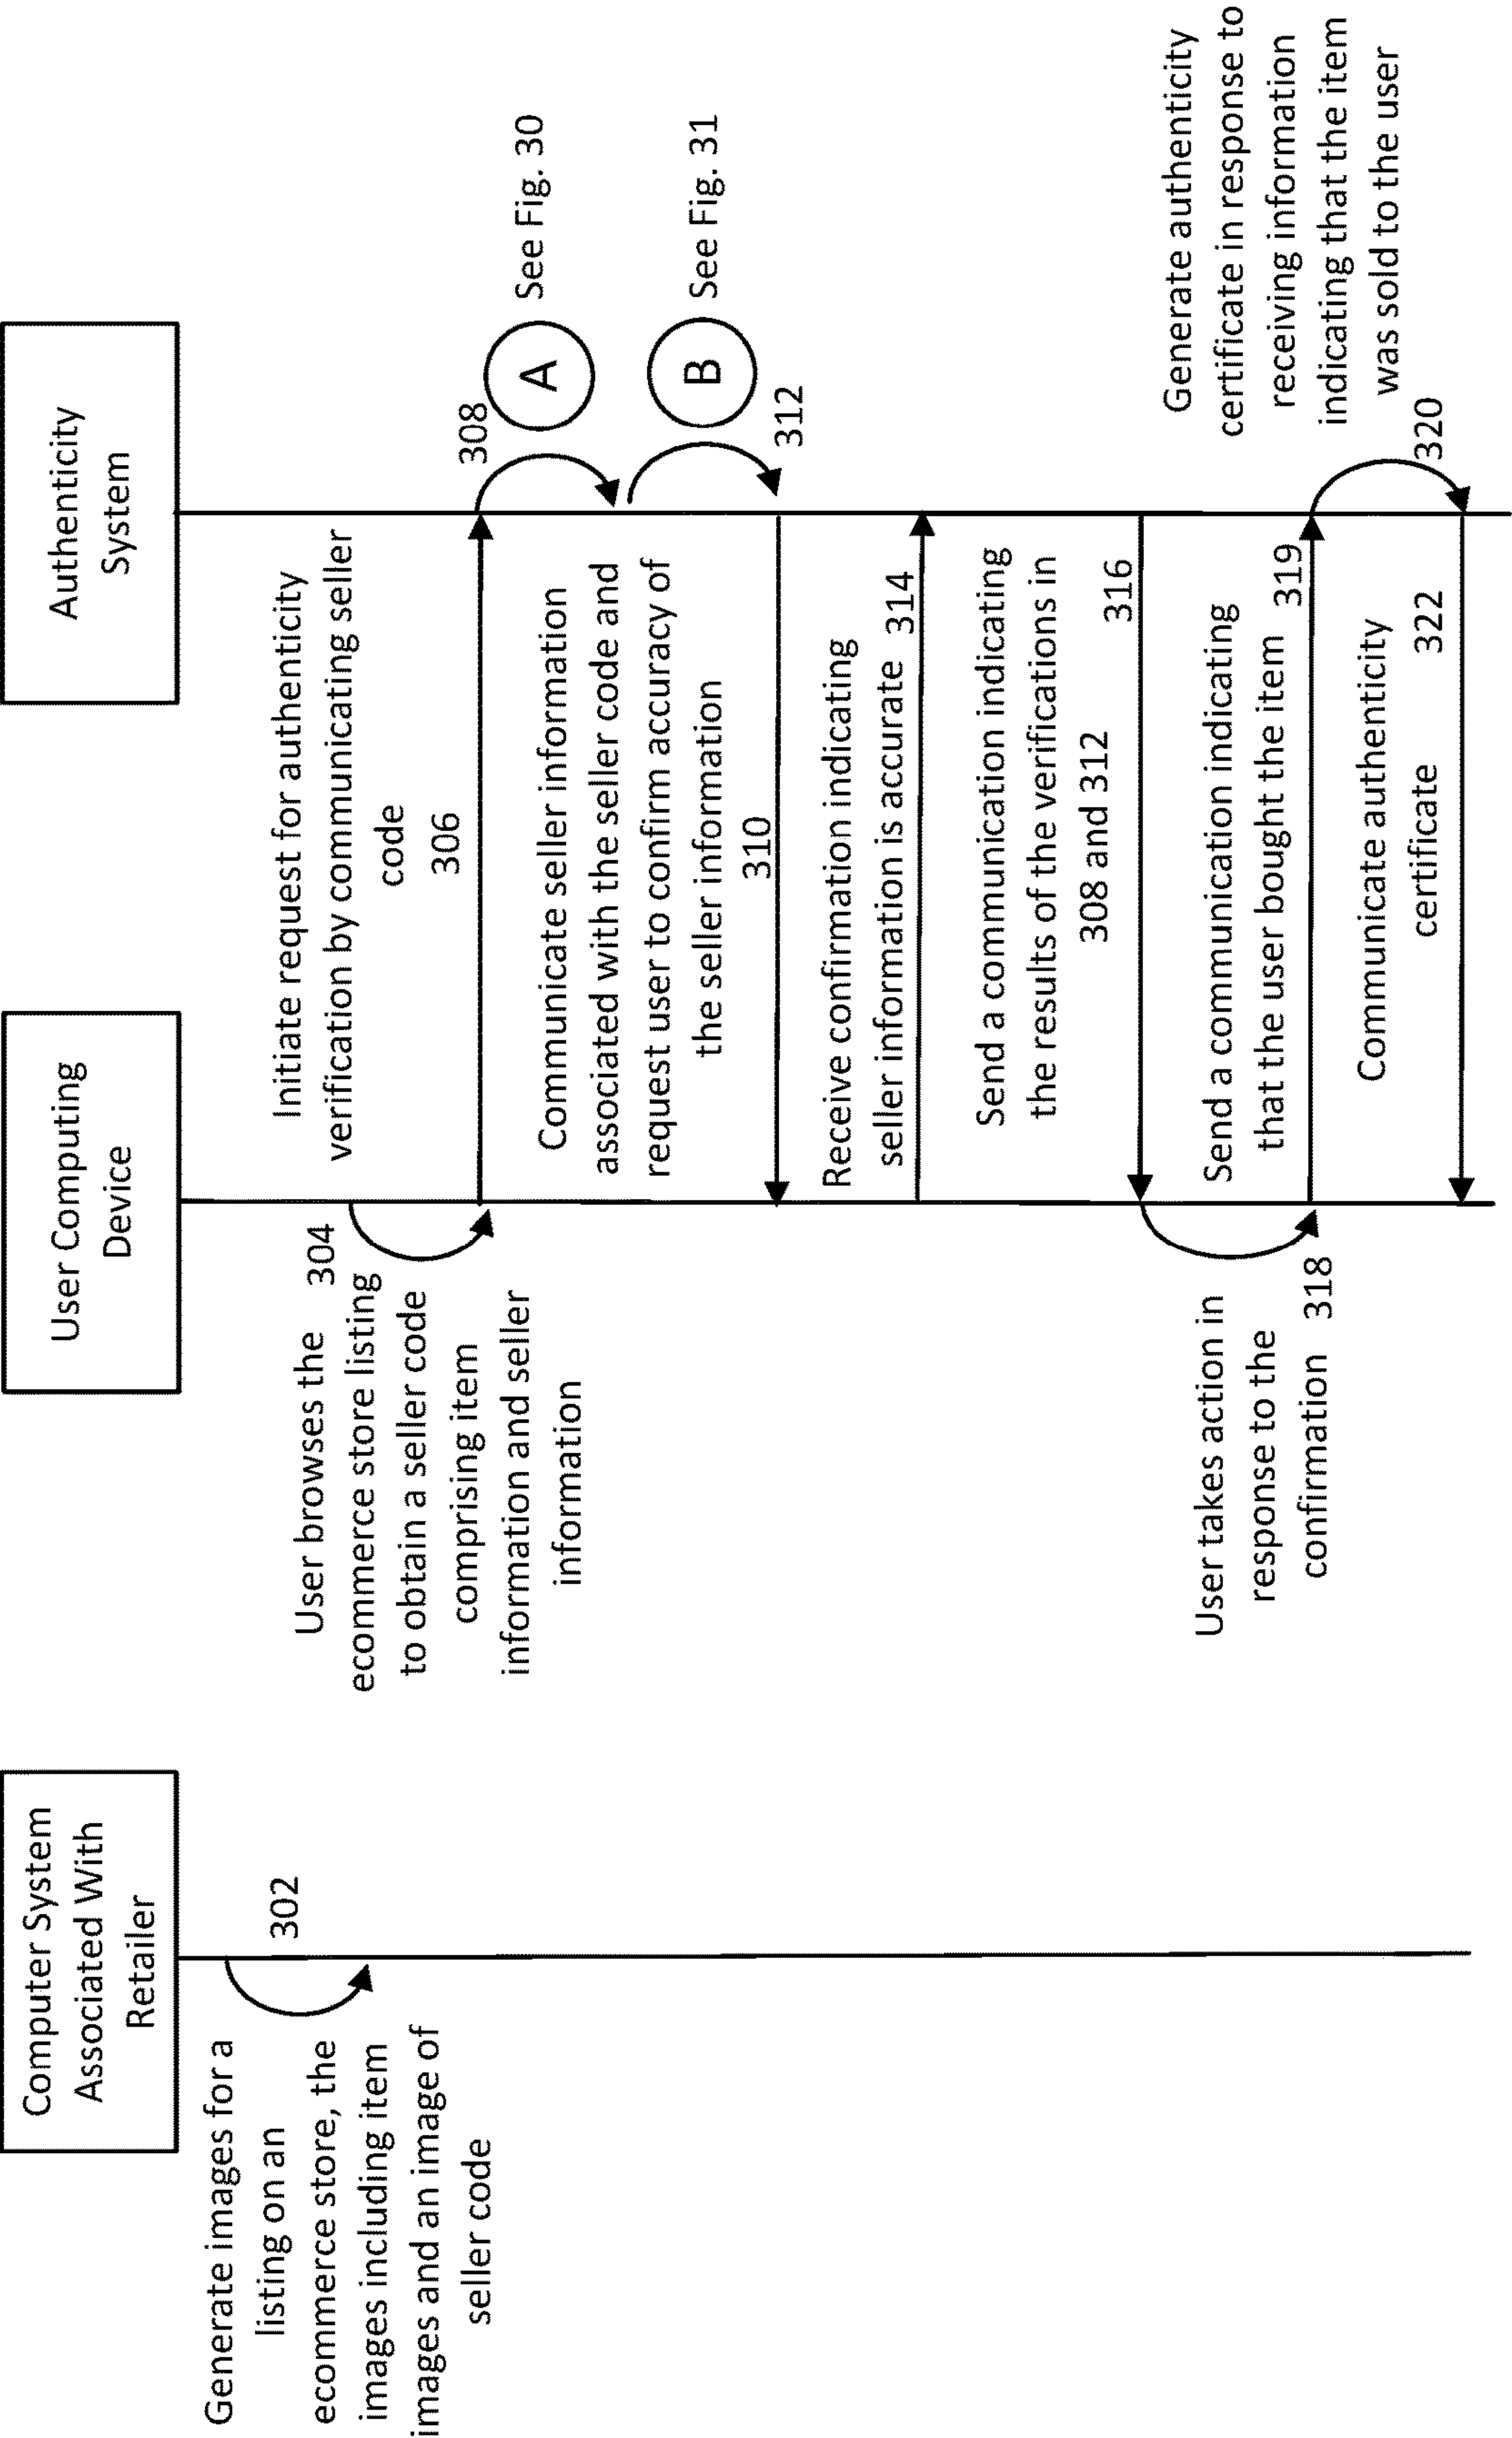 Computer System
Associated With
Retailer
User Computing
Device
Authenticity
System
302
Generate images for a
listing on an
ecommerce store, the
images including item
images and an image of
seller code
304
User browses the
ecommerce store listing
to obtain a seller code
comprising item
information and seller
information
Initiate request for authenticity
verification by communicating seller
code
306
308
A
See Fig. 30
B
See Fig. 31
312
Communicate seller information
associated with the seller code and
request user to confirm accuracy of
the seller information
310
Receive confirmation indicating
seller information is accurate 314
Send a communication indicating
the results of the verifications in
308 and 312
316
User takes action in
response to the
confirmation 318
Send a communication indicating
that the user bought the item 319
Generate authenticity
certificate in response to
receiving information
indicating that the item
was sold to the user
320
Communicate authenticity
certificate 322